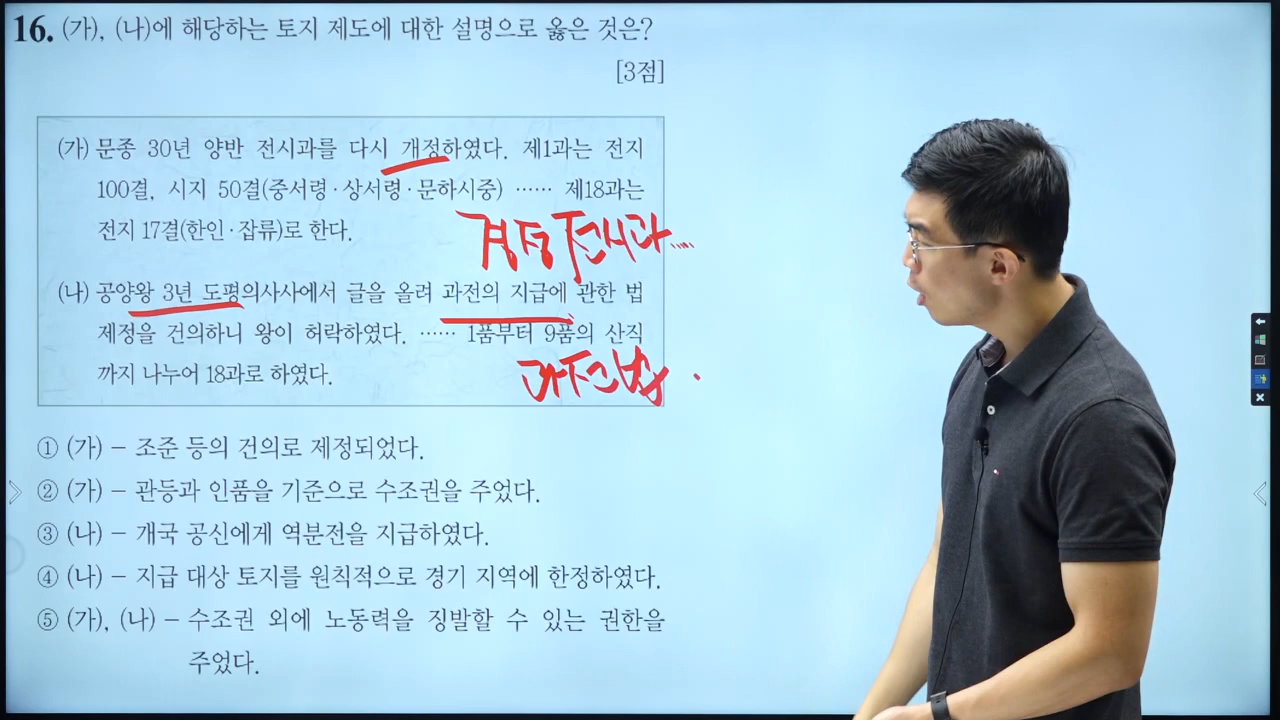 16. (가), (나)에 해당하는 토지 제도에 대한 설명으로 옳은 것은?
[3점]
(가) 문종 30년 양반 전시과를 다시 개정하였다. 제1과는 전지
100결, 시지 50결(중서령·상서령·문하시중) …… 제18과는
전지 17결(한인·잡류)로 한다.
경정 전시과....
(나) 공양왕 3년 도평의사사에서 글을 올려 과전의 지급에 관한 법
제정을 건의하니 왕이 허락하였다. …… 1품부터 9품의 산직
까지 나누어 18과로 하였다.
과전법.
① (가) – 조준 등의 건의로 제정되었다.
② (가) – 관등과 인품을 기준으로 수조권을 주었다.
③ (나) – 개국 공신에게 역분전을 지급하였다.
④ (나) – 지급 대상 토지를 원칙적으로 경기 지역에 한정하였다.
⑤ (가), (나) – 수조권 외에 노동력을 징발할 수 있는 권한을
주었다.